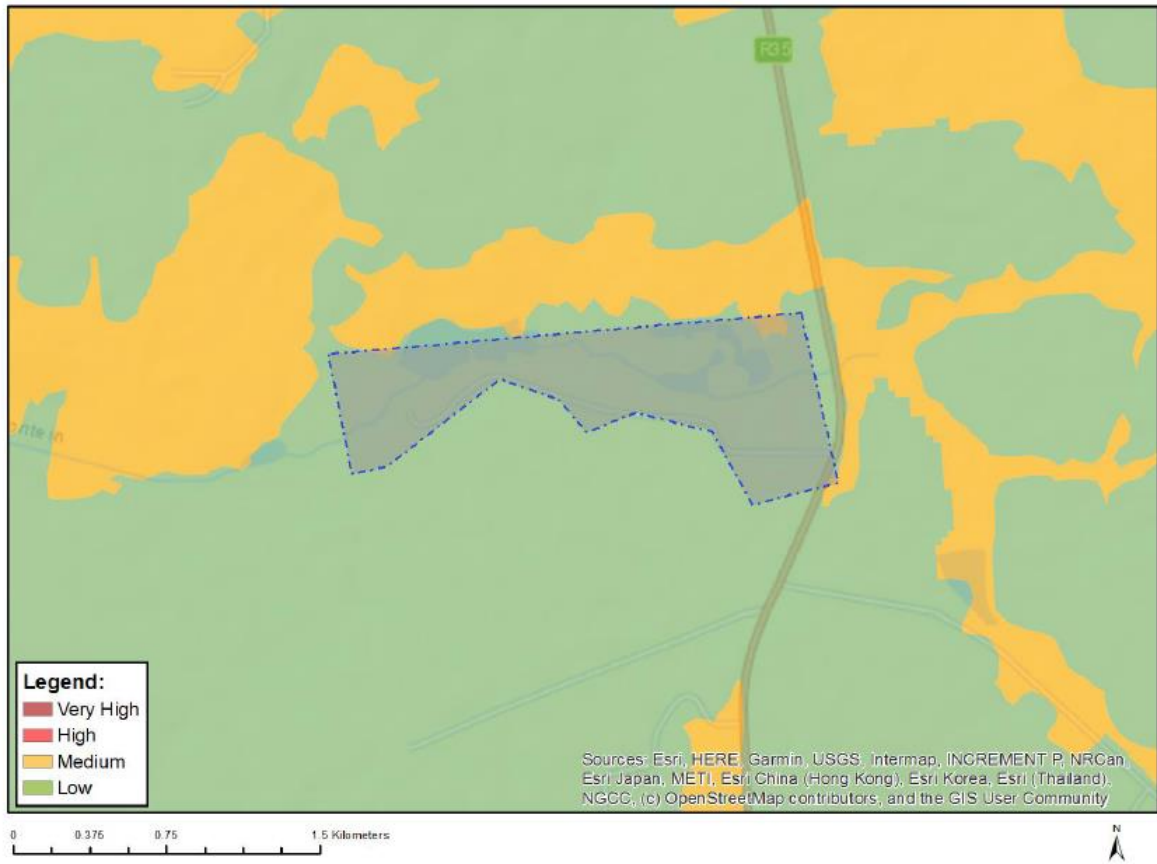 R35
Legend:
Very High
High
Medium
Low
Sources: Esri, HERE, Garmin, USGS, Intermap, INCREMENT P, NRCan,
Esri Japan, METI, Esri China (Hong Kong), Esri Korea, Esri (Thailand),
NGCC, (c) OpenStreetMap contributors, and the GIS User Community
0 0.375 0.75 1.5 Kilometers
N